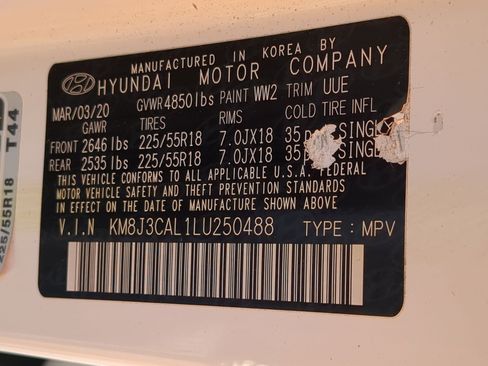 MANUFACTURED IN KOREA BY
HYUNDAI MOTOR COMPANY
MAR/03/20 GVWR 4850 lbs PAINT WW2 TRIM UUE
GAWR TIRES RIMS COLD TIRE INFL
FRONT 2646 lbs 225/55R18 7.0JX18 35 SINGL
REAR 2535 lbs 225/55R18 7.0JX18 35 SINGL
THIS VEHICLE CONFORMS TO ALL APPLICABLE U.S.A. FEDERAL
MOTOR VEHICLE SAFETY AND THEFT PREVENTION STANDARDS
IN EFFECT ON THE DATE OF MANUFACTURE SHOWN ABOVE.
V.I.N KM8J3CAL1LU250488 TYPE : MPV
225/55R18 T44